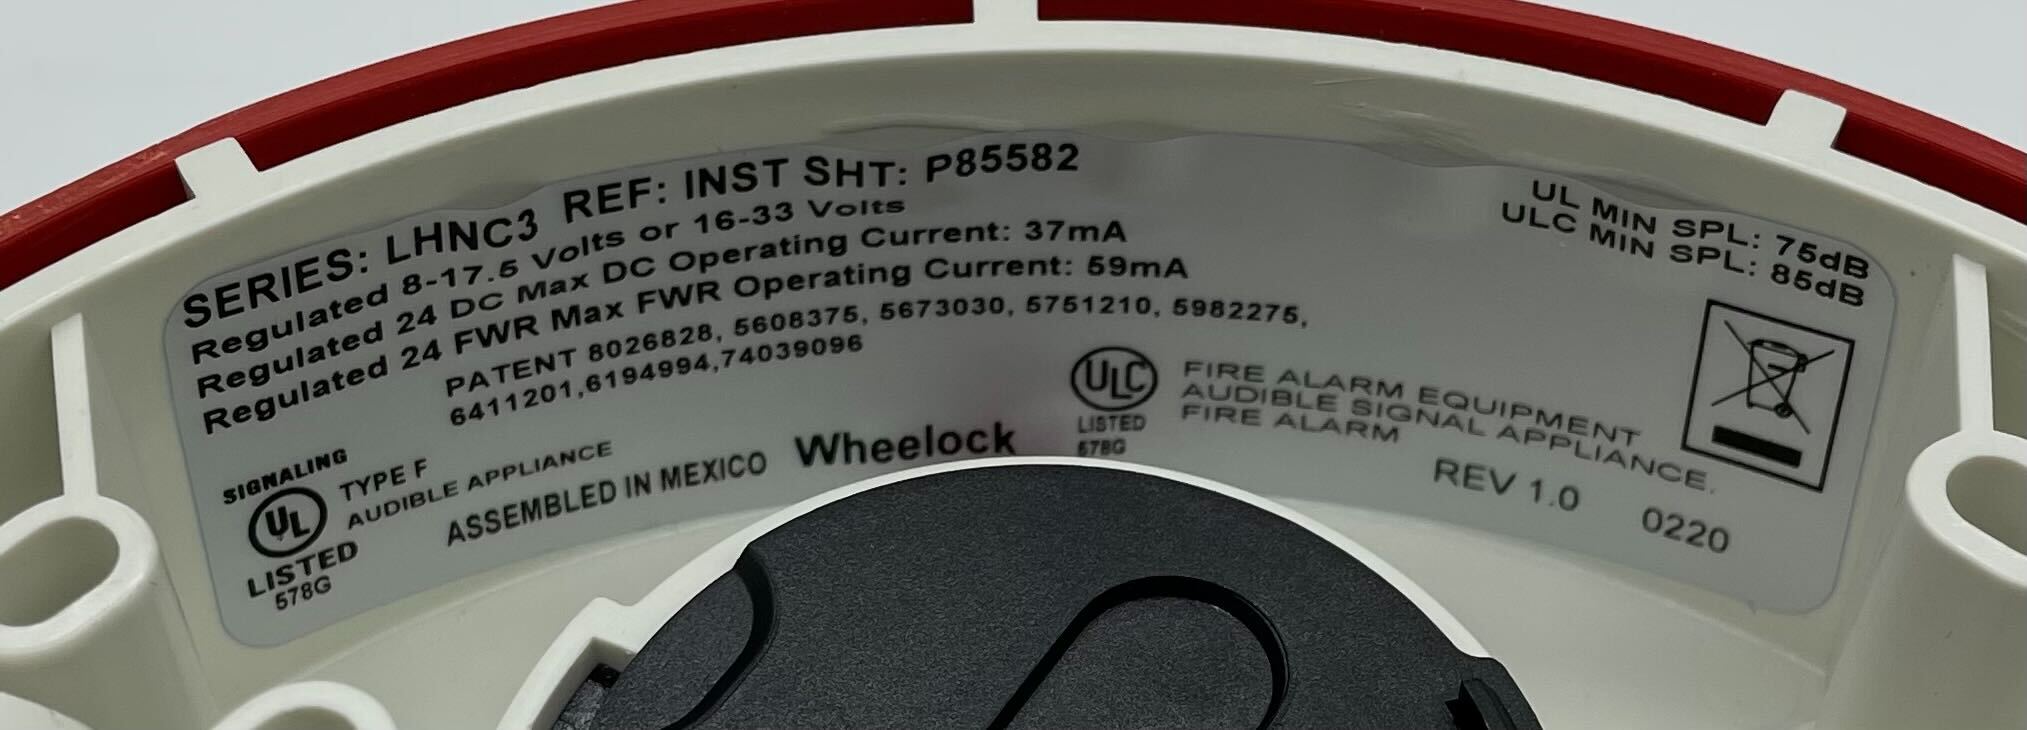 SERIES: LHNC3 REF: INST SHT: P85582
Regulated 8-17.5 Volts or 16-33 Volts
Regulated 24 DC Max DC Operating Current: 37mA
Regulated 24 FWR Max FWR Operating Current: 59mA
PATENT 8026828, 5608375, 5673030, 5751210, 5982275,
6411201,6194994,74039096
UL MIN SPL: 75dB
ULC MIN SPL: 85dB
SIGNALING
UL
LISTED
578G
TYPE F
AUDIBLE APPLIANCE
ASSEMBLED IN MEXICO
Wheelock
ULC
LISTED
578G
FIRE ALARM EQUIPMENT
AUDIBLE SIGNAL APPLIANCE.
FIRE ALARM
REV 1.0 0220